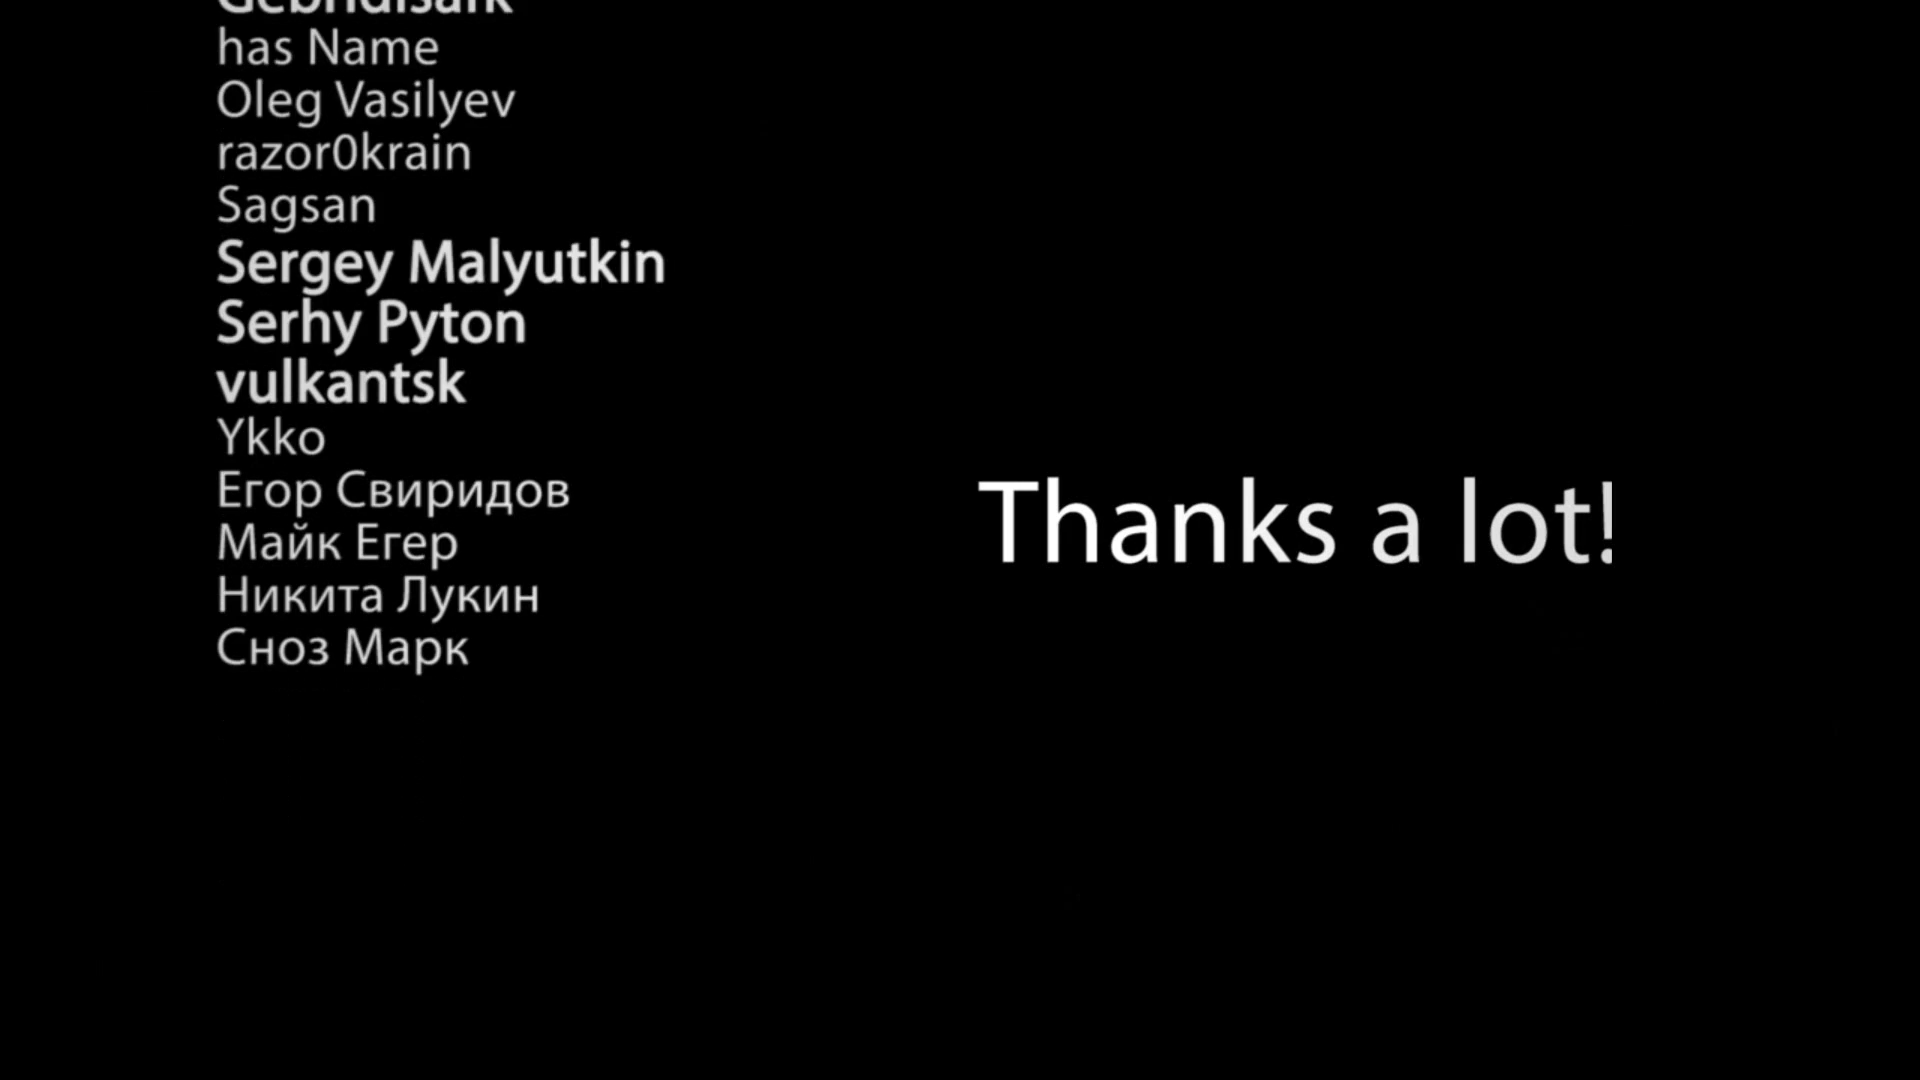 has Name
Oleg Vasilyev
razor0krain
Sagsan
Sergey Malyutkin
Serhy Pyton
vulkantsk
Ykko
Егор Свиридов
Майк Егер
Никита Лукин
Сноз Марк
Thanks a lot!